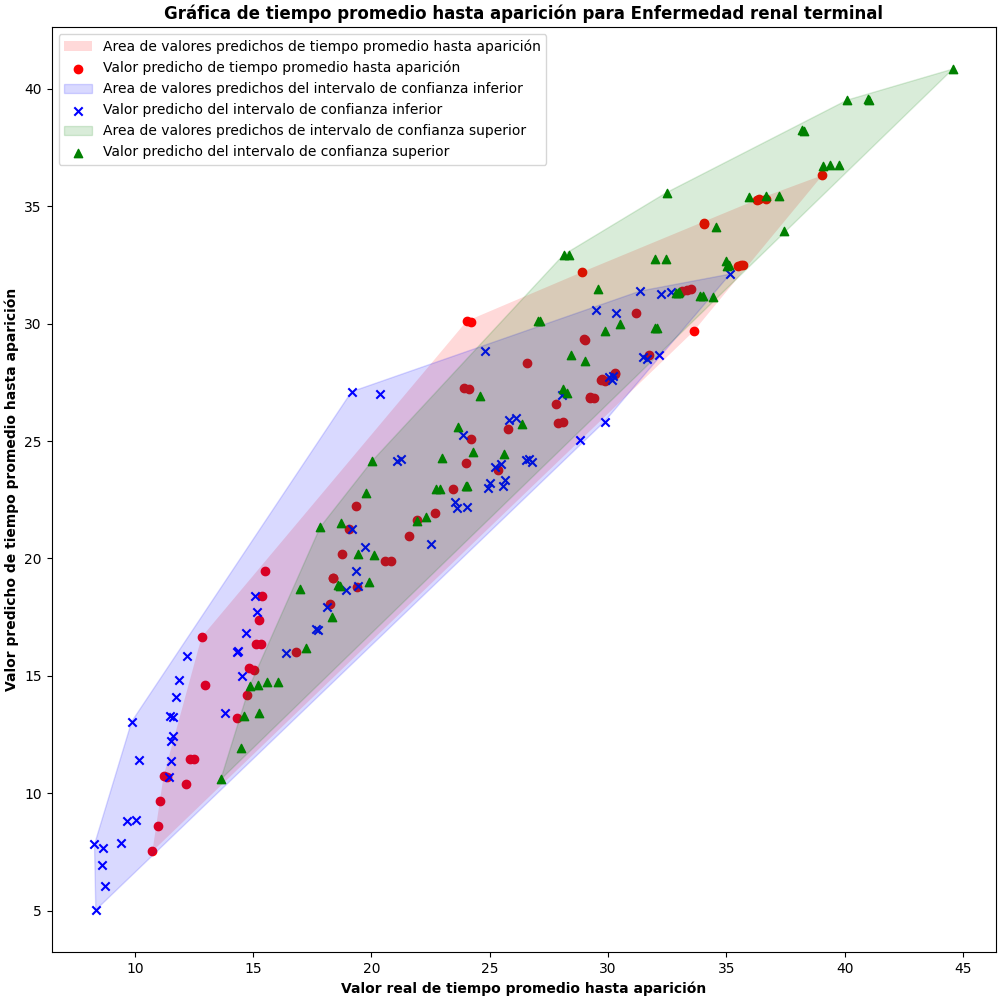 Gráfica de tiempo promedio hasta aparición para Enfermedad renal terminal
Area de valores predichos de tiempo promedio hasta aparición
Valor predicho de tiempo promedio hasta aparición
Area de valores predichos del intervalo de confianza inferior
Valor predicho del intervalo de confianza inferior
Area de valores predichos de intervalo de confianza superior
Valor predicho del intervalo de confianza superior
Valor predicho de tiempo promedio hasta aparición
40
35
30
25
20
15
10
5
10 15 20 25 30 35 40 45
Valor real de tiempo promedio hasta aparición